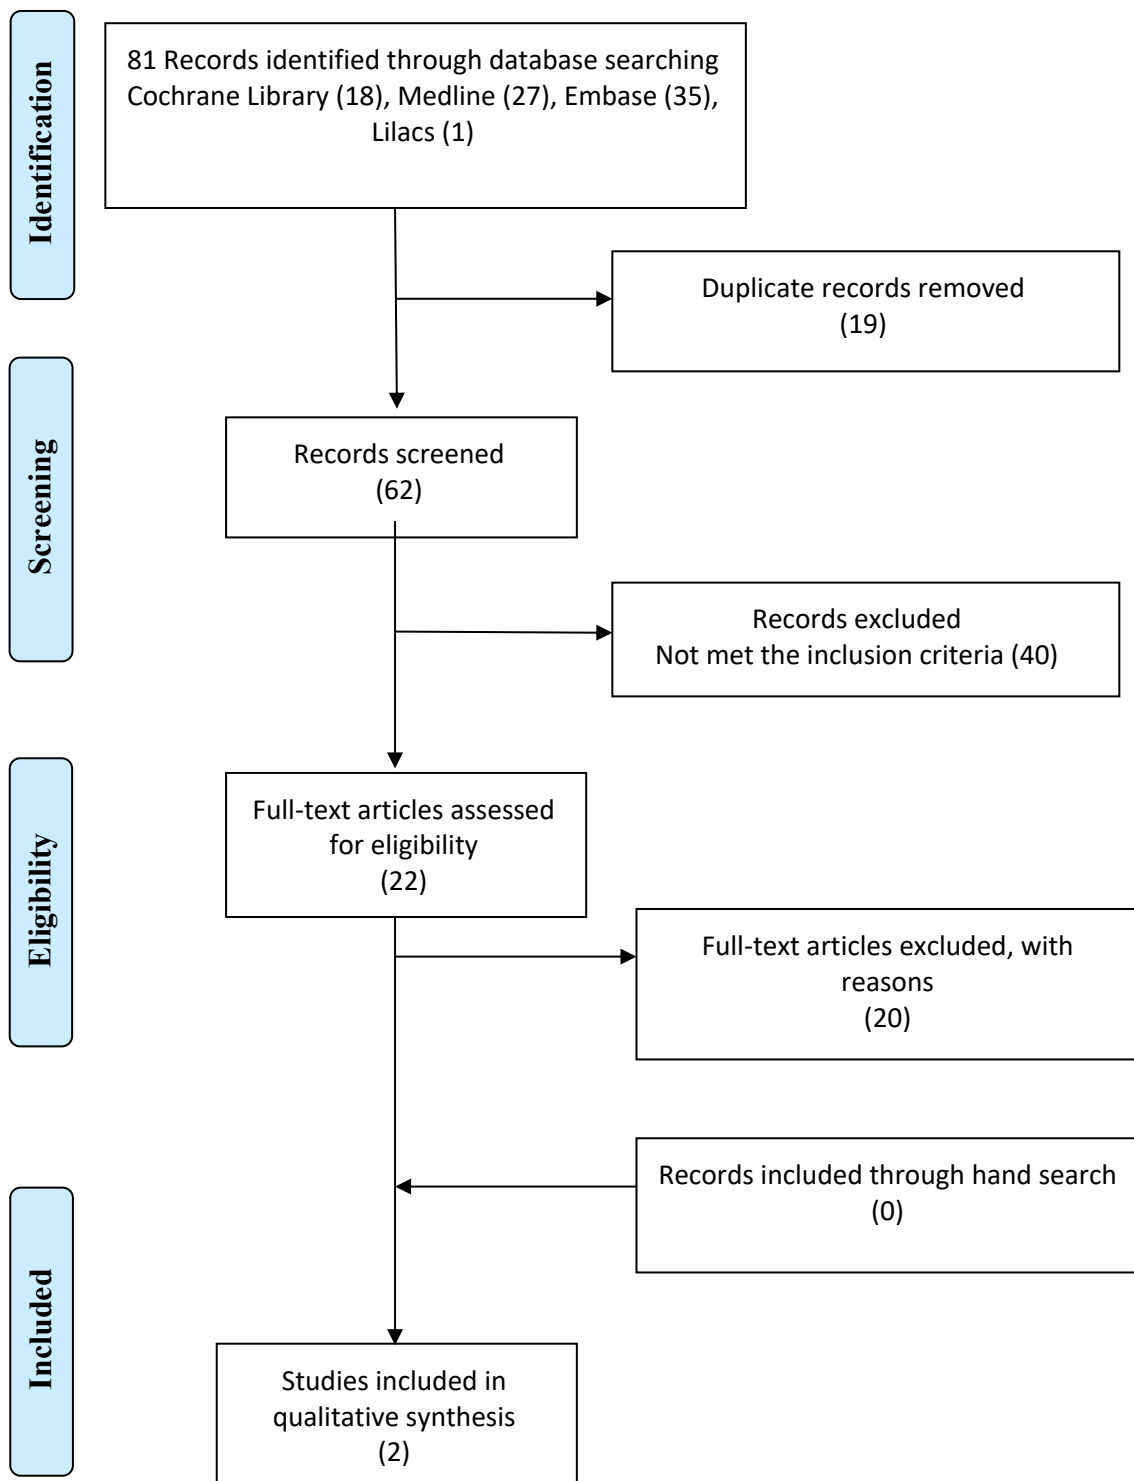 Identification
81 Records identified through database searching
Cochrane Library (18), Medline (27), Embase (35),
Lilacs (1)
Duplicate records removed
(19)
Screening
Records screened
(62)
Records excluded
Not met the inclusion criteria (40)
Eligibility
Full-text articles assessed
for eligibility
(22)
Full-text articles excluded, with
reasons
(20)
Records included through hand search
(0)
Included
Studies included in
qualitative synthesis
(2)